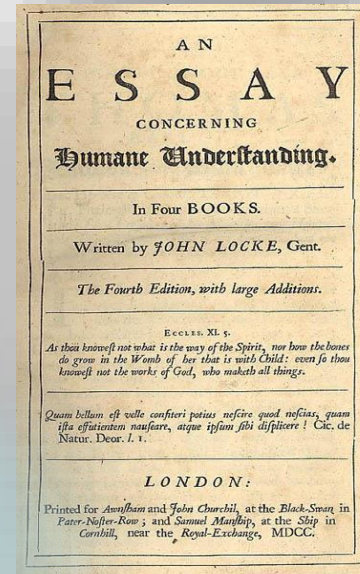 AN
ESSAY
CONCERNING
Humane Underſtanding.
In Four BOOKS.
Written by JOHN LOCKE, Gent.
The Fourth Edition, with large Additions.
ECCLES. XI. 5.
As thou knoweſt not what is the way of the Spirit, nor how the bones
do grow in the Womb of her that is with Child: even ſo thou
knoweſt not the works of God, who maketh all things.
Quam bellum eſt velle confiteri potius neſcire quod neſcias, quam
iſta effutientem nauſeare, atque ipſum ſibi diſplicere! Cic. de
Natur. Deor. l. 1.
LONDON:
Printed for Awnſham and John Churchil, at the Black-Swan in
Pater-Noſter-Row; and Samuel Manſhip, at the Ship in
Cornhill, near the Royal-Exchange, MDCC.